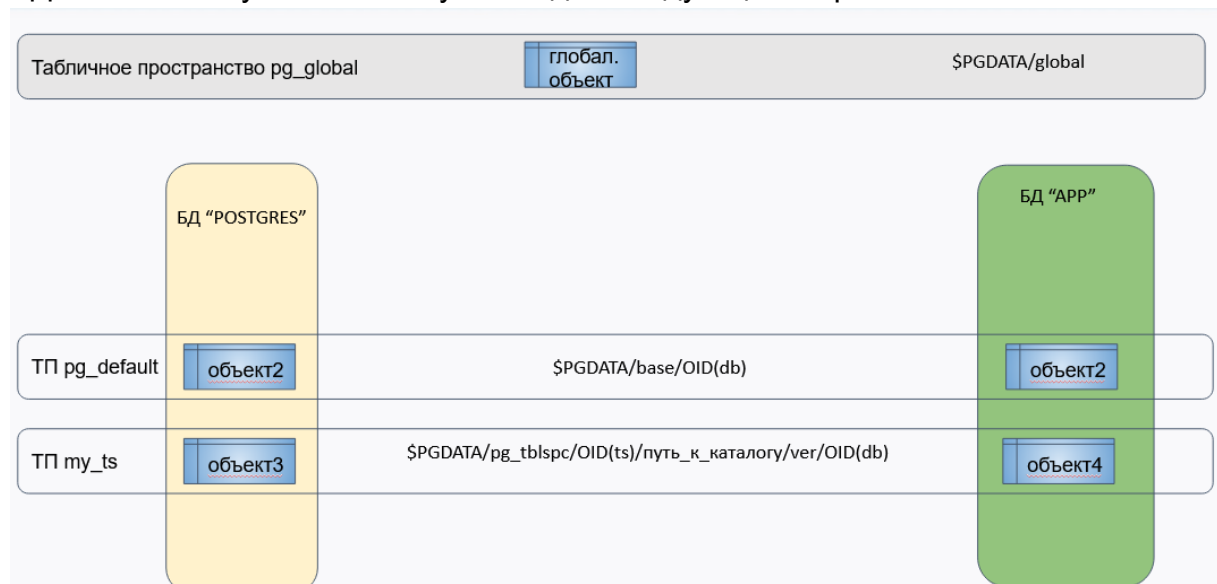 Табличное пространство pg_global
глобал.
объект
$PGDATA/global
БД “POSTGRES”
БД “APP”
ТП pg_default
объект2
$PGDATA/base/OID(db)
объект2
ТП my_ts
объект3
$PGDATA/pg_tblspc/OID(ts)/путь_к_каталогу/ver/OID(db)
объект4